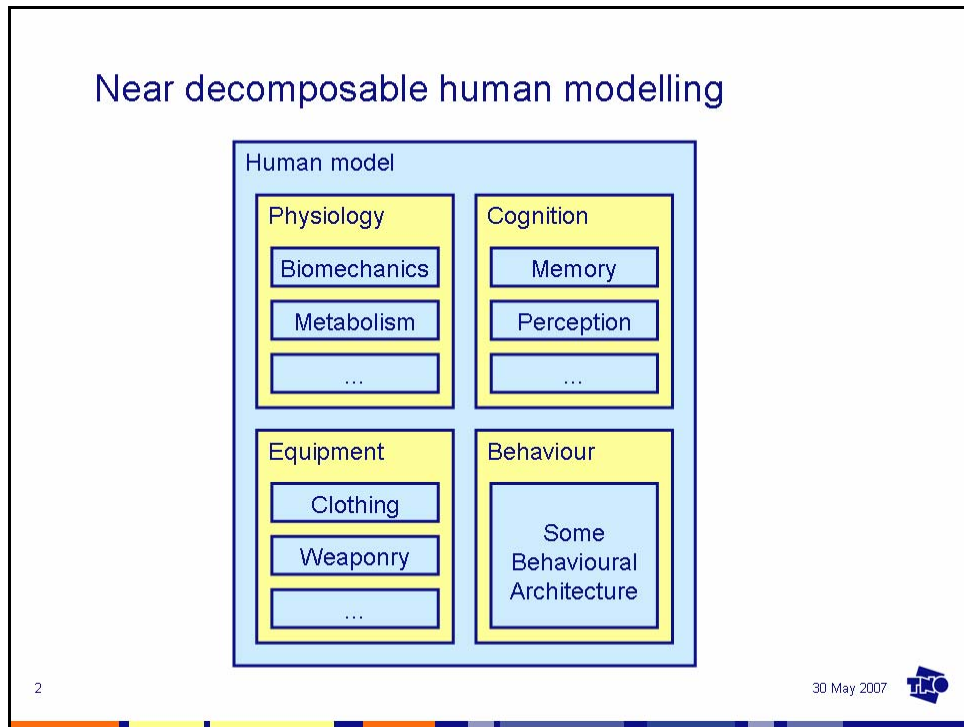 Near decomposable human modelling
Human model
Physiology
Biomechanics
Metabolism
...
Cognition
Memory
Perception
...
Equipment
Clothing
Weaponry
...
Behaviour
Some
Behavioural
Architecture
2
30 May 2007
TNO